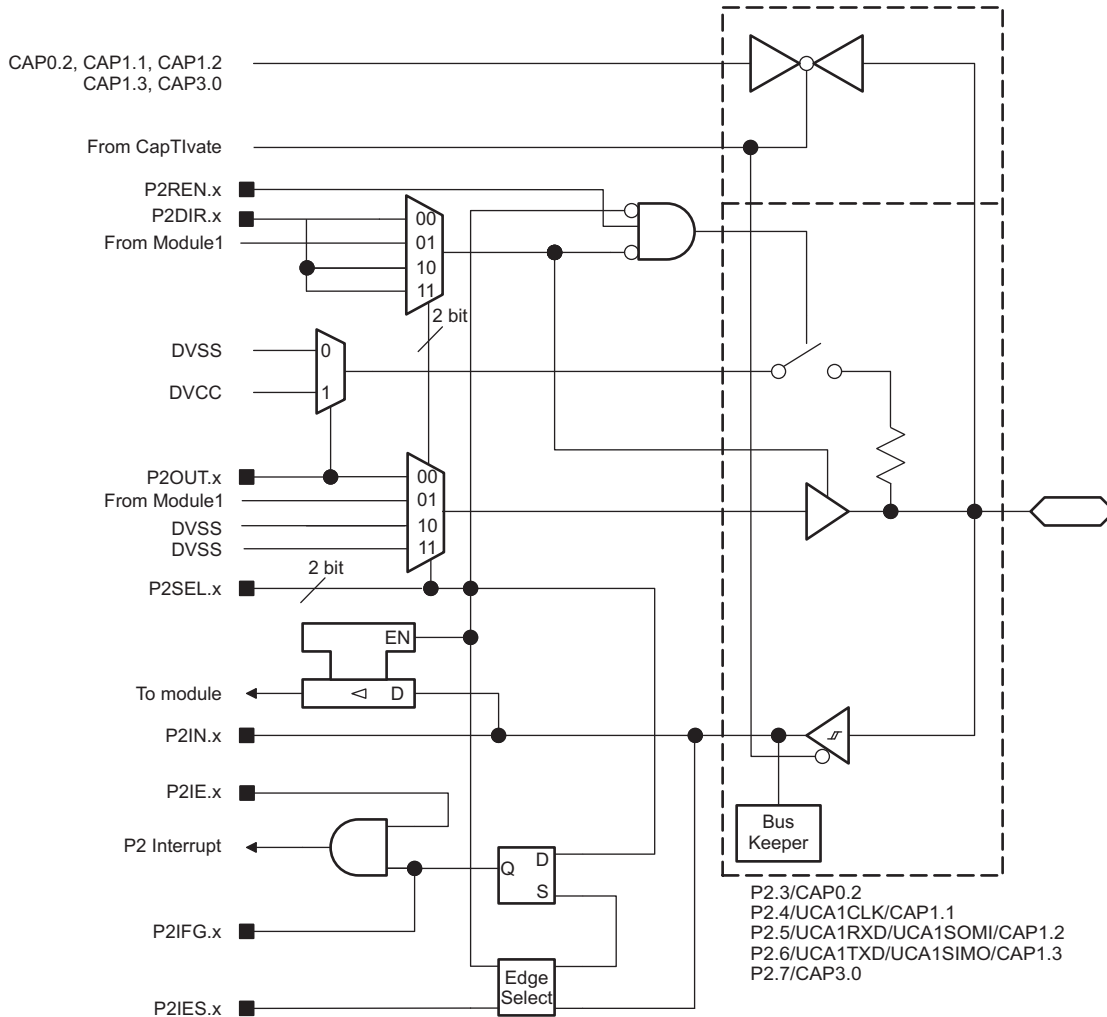 CAP0.2, CAP1.1, CAP1.2
CAP1.3, CAP3.0
From CapTIvate
P2REN.x
P2DIR.x
From Module1
00
01
10
11
2 bit
DVSS
0
DVCC
1
P2OUT.x
From Module1
DVSS
DVSS
00
01
10
11
2 bit
P2SEL.x
EN
To module
D
P2IN.x
P2IE.x
Bus
Keeper
P2 Interrupt
Q
D
S
P2IFG.x
Edge
Select
P2IES.x
P2.3/CAP0.2
P2.4/UCA1CLK/CAP1.1
P2.5/UCA1RXD/UCA1SOMI/CAP1.2
P2.6/UCA1TXD/UCA1SIMO/CAP1.3
P2.7/CAP3.0